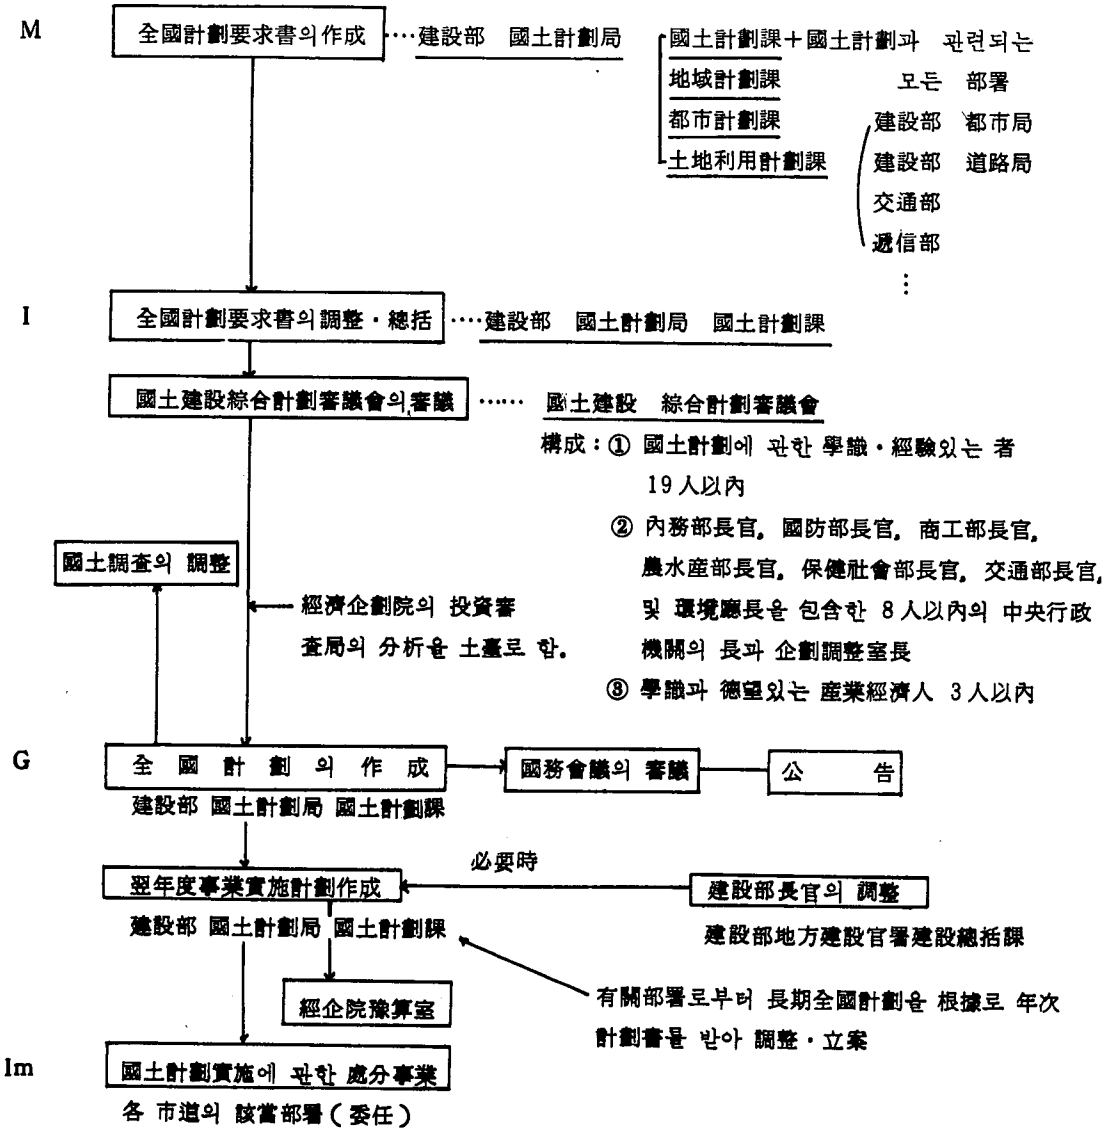 M 全國計劃要求書의 作成 ···· 建設部 國土計劃局 國土計劃課+國土計劃과 관련되는
地域計劃課 모든 部署
都市計劃課 建設部 都市局
土地利用計劃課 建設部 道路局
交通部
遞信部
⋮
I 全國計劃要求書의 調整·總括 ···· 建設部 國土計劃局 國土計劃課
國土建設綜合計劃審議會의 審議 ······ 國土建設 綜合計劃審議會
構成 : ① 國土計劃에 관한 學識·經驗있는 者
19人以內
② 內務部長官, 國防部長官, 商工部長官,
農水産部長官, 保健社會部長官, 交通部長官,
및 環境廳長을 包含한 8人以內의 中央行政
機關의 長과 企劃調整室長
③ 學識과 德望있는 産業經濟人 3人以內
國土調査의 調整
經濟企劃院의 投資審
査局의 分析을 土臺로 함.
G 全國計劃의 作成 國務會議의 審議 公告
建設部 國土計劃局 國土計劃課
必要時
翌年度事業實施計劃作成 建設部長官의 調整
建設部 國土計劃局 國土計劃課 建設部地方建設官署建設總括課
經企院豫算室
有關部署로부터 長期全國計劃을 根據로 年次
計劃書를 받아 調整·立案
Im 國土計劃實施에 관한 處分事業
各 市道의 該當部署(委任)